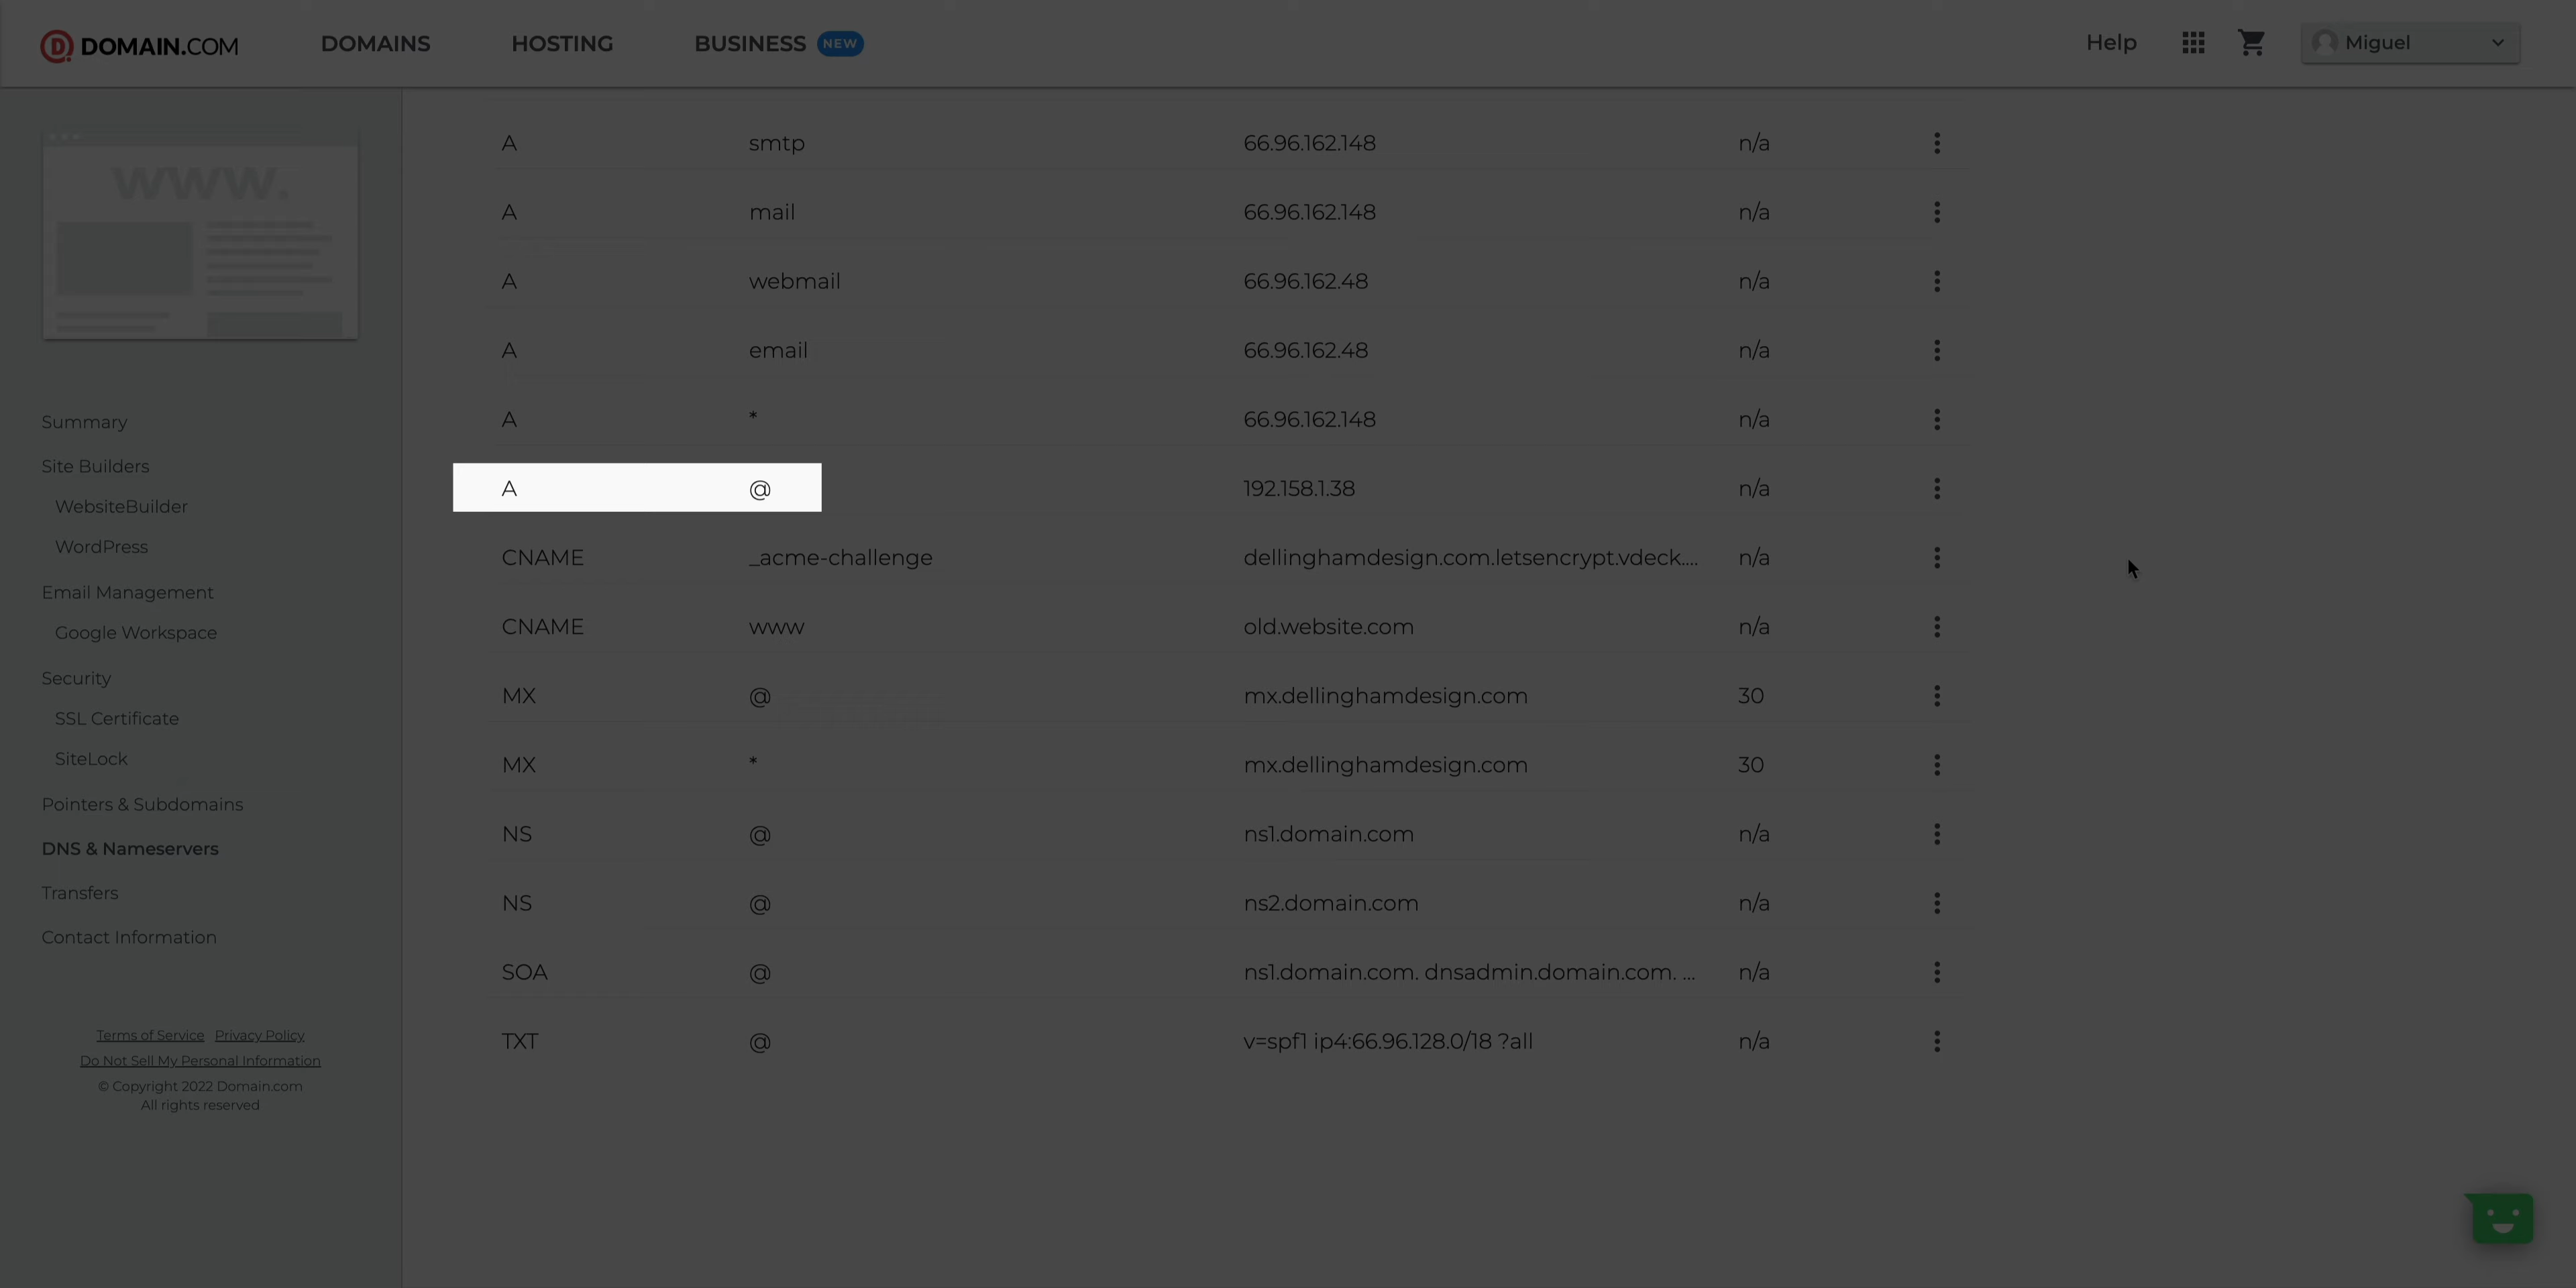 DOMAIN.COM
DOMAINS HOSTING BUSINESS NEW
Help Miguel
www.
Summary
Site Builders
WebsiteBuilder
WordPress
Email Management
Google Workspace
Security
SSL Certificate
SiteLock
Pointers & Subdomains
DNS & Nameservers
Transfers
Contact Information
Terms of Service Privacy Policy
Do Not Sell My Personal Information
© Copyright 2022 Domain.com
All rights reserved
A smtp 66.96.162.148 n/a
A mail 66.96.162.148 n/a
A webmail 66.96.162.48 n/a
A email 66.96.162.48 n/a
A * 66.96.162.148 n/a
A @ 192.158.1.38 n/a
CNAME _acme-challenge dellinghamdesign.com.letsencrypt.vdeck.... n/a
CNAME www old.website.com n/a
MX @ mx.dellinghamdesign.com 30
MX * mx.dellinghamdesign.com 30
NS @ ns1.domain.com n/a
NS @ ns2.domain.com n/a
SOA @ ns1.domain.com. dnsadmin.domain.com. ... n/a
TXT @ v=spf1 ip4:66.96.128.0/18 ?all n/a